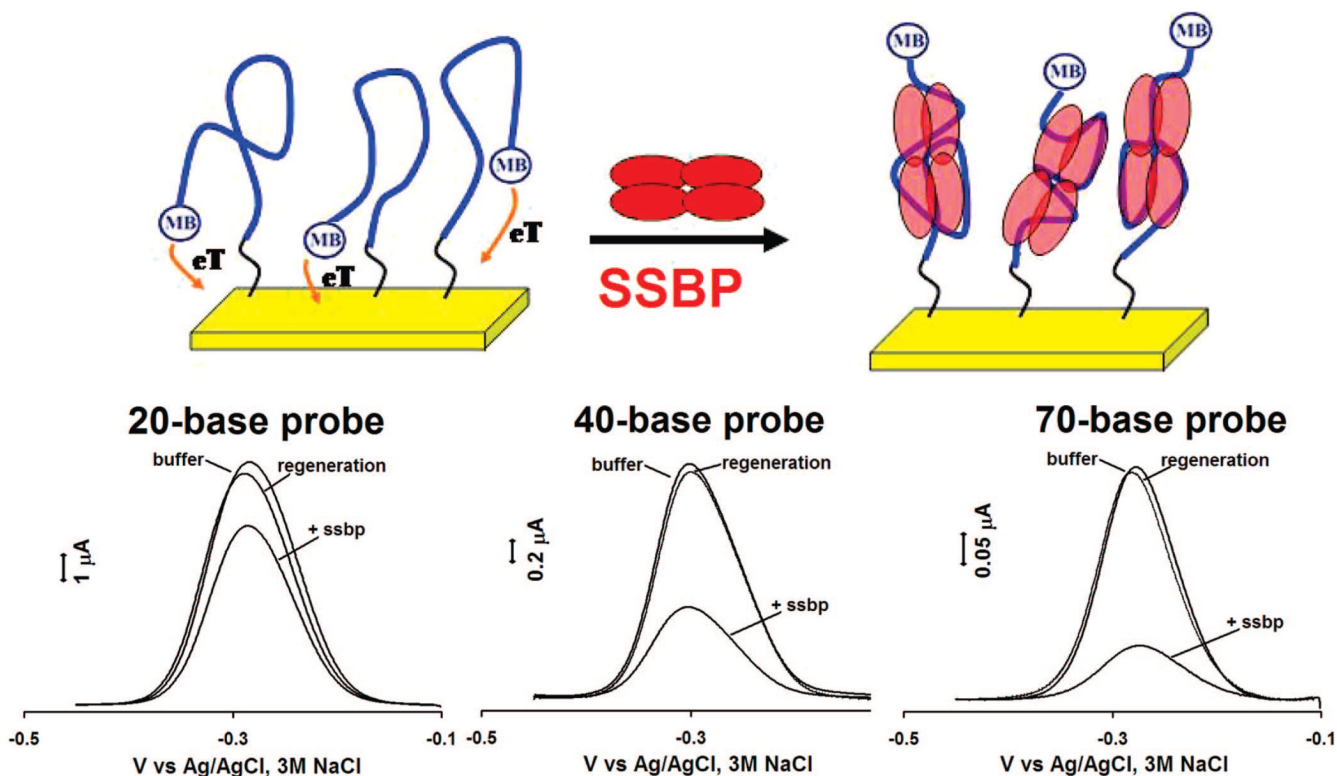 MB
MB
MB
eT
eT
eT
SSBP
MB
MB
MB
20-base probe
buffer
regeneration
+ ssbp
1 μA
-0.5
-0.3
-0.1
V vs Ag/AgCl, 3M NaCl
40-base probe
buffer
regeneration
+ ssbp
0.2 μA
-0.5
-0.3
V vs Ag/AgCl, 3M NaCl
70-base probe
buffer
regeneration
+ ssbp
0.05 μA
-0.5
-0.3
-0.1
V vs Ag/AgCl, 3M NaCl